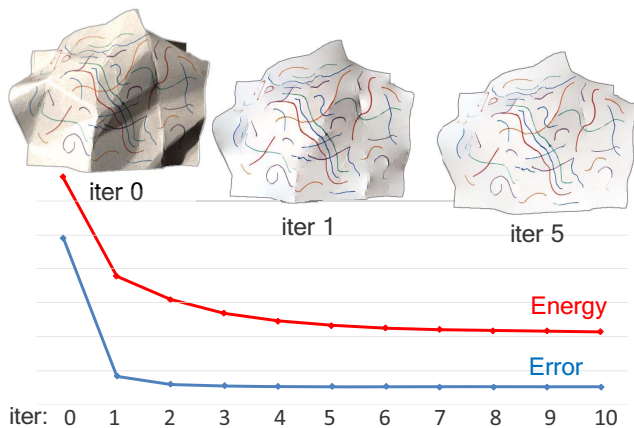 iter 0
iter 1
iter 5
Energy
Error
iter: 0 1 2 3 4 5 6 7 8 9 10